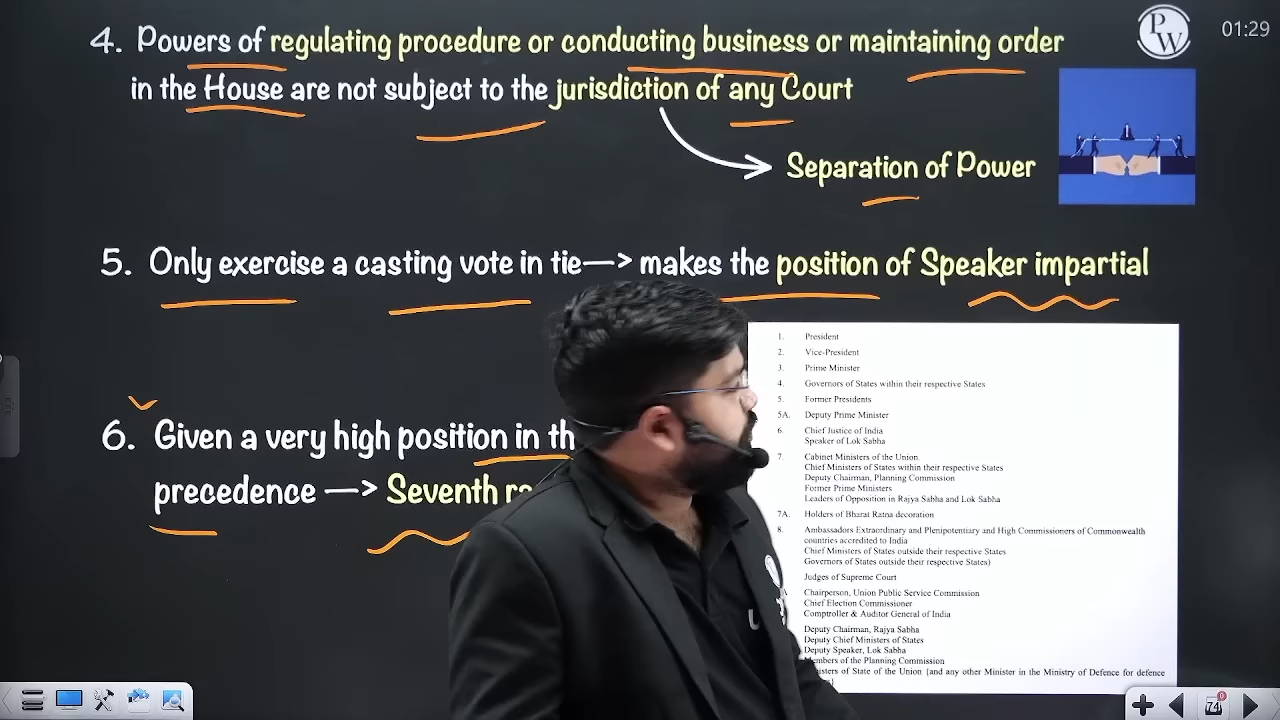 PW
01:29
4. Powers of regulating procedure or conducting business or maintaining order
in the House are not subject to the jurisdiction of any Court
Separation of Power
5. Only exercise a casting vote in tie—> makes the position of Speaker impartial
6. Given a very high position in th
precedence —> Seventh ra
1. President
2. Vice-President
3. Prime Minister
4. Governors of States within their respective States
5. Former Presidents
5A. Deputy Prime Minister
6. Chief Justice of India
Speaker of Lok Sabha
7. Cabinet Ministers of the Union.
Chief Ministers of States within their respective States
Deputy Chairman, Planning Commission
Former Prime Ministers
Leaders of Opposition in Rajya Sabha and Lok Sabha
7A. Holders of Bharat Ratna decoration
8. Ambassadors Extraordinary and Plenipotentiary and High Commissioners of Commonwealth
countries accredited to India
Chief Ministers of States outside their respective States
Governors of States outside their respective States)
Judges of Supreme Court
Chairperson, Union Public Service Commission
Chief Election Commissioner
Comptroller & Auditor General of India
Deputy Chairman, Rajya Sabha
Deputy Chief Ministers of States
Deputy Speaker, Lok Sabha
Members of the Planning Commission
isters of State of the Union (and any other Minister in the Ministry of Defence for defence
74